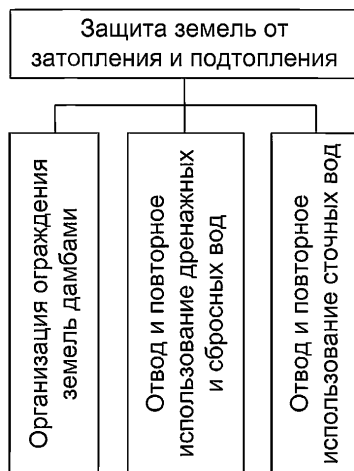 Защита земель от
затопления и подтопления
Организация ограждения
земель дамбами
Отвод и повторное
использование дренажных
и сбросных вод
Отвод и повторное
использование сточных вод